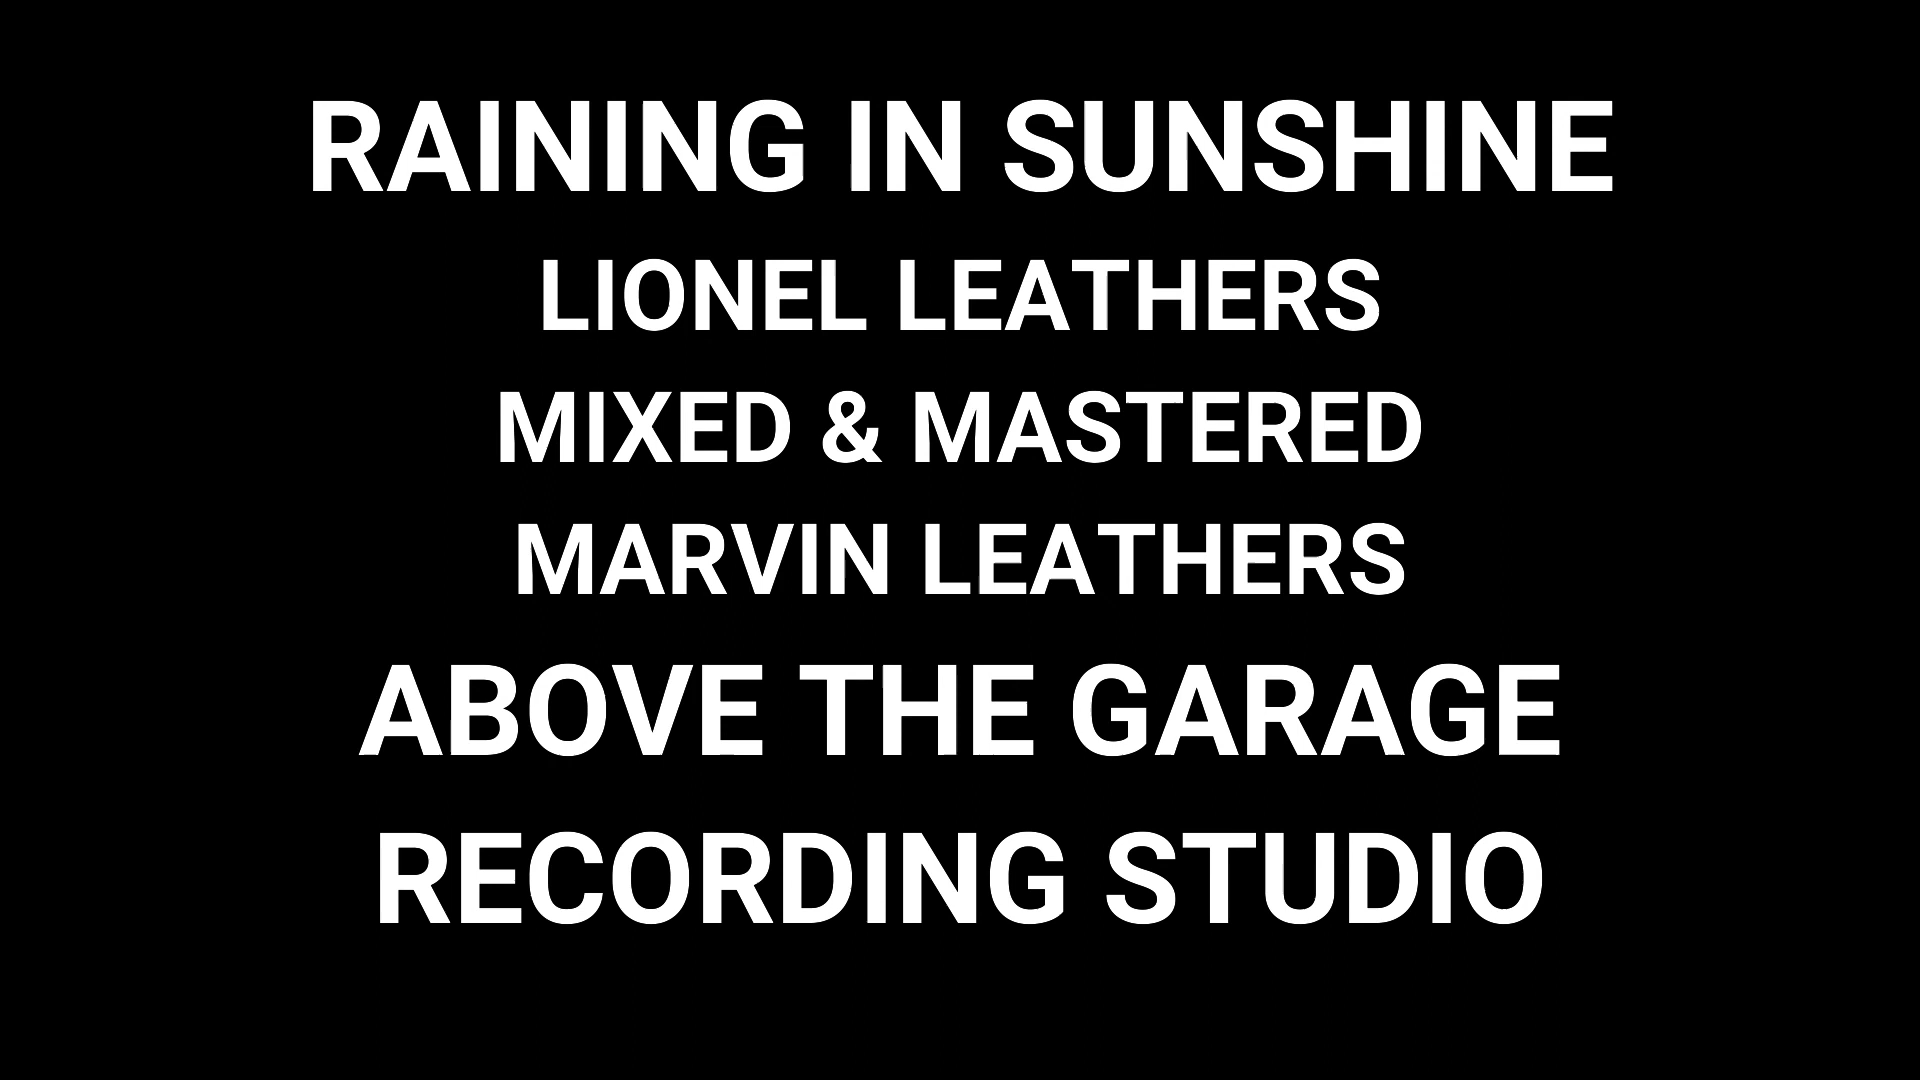 RAINING IN SUNSHINE
LIONEL LEATHERS
MIXED & MASTERED
MARVIN LEATHERS
ABOVE THE GARAGE
RECORDING STUDIO